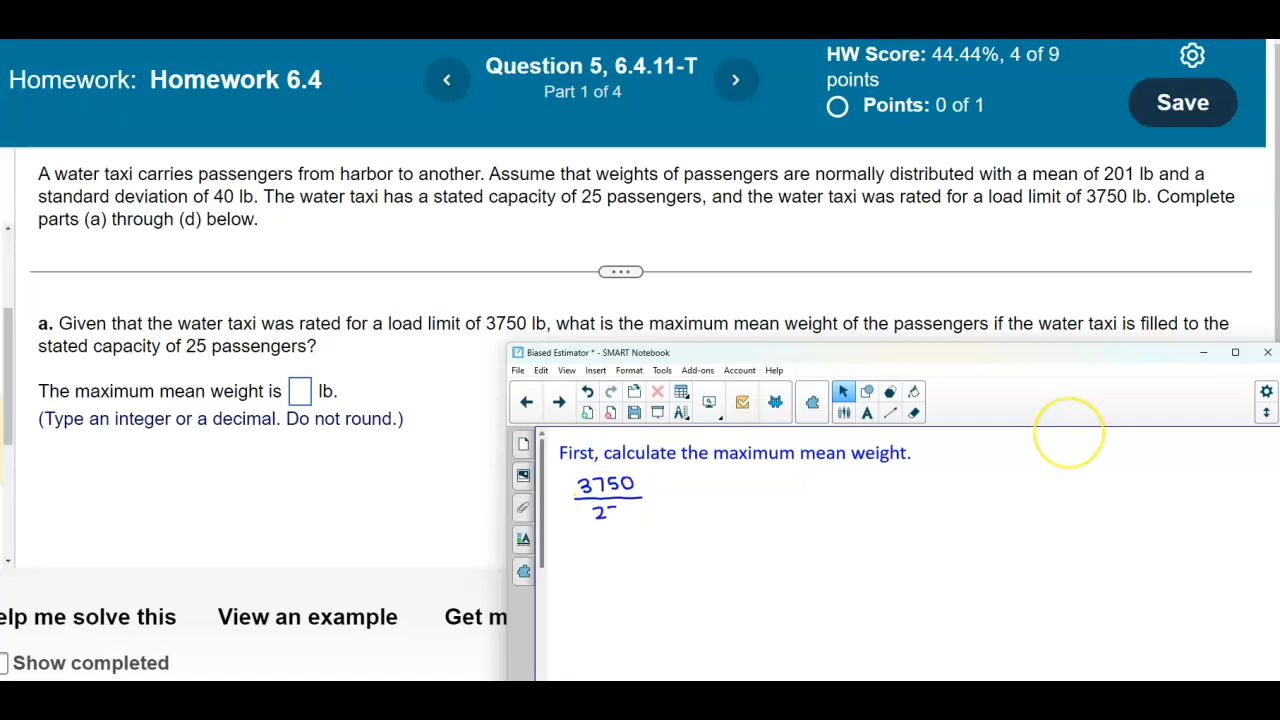 Homework: Homework 6.4
Question 5, 6.4.11-T
Part 1 of 4
HW Score: 44.44%, 4 of 9
points
Points: 0 of 1
Save
A water taxi carries passengers from harbor to another. Assume that weights of passengers are normally distributed with a mean of 201 lb and a
standard deviation of 40 lb. The water taxi has a stated capacity of 25 passengers, and the water taxi was rated for a load limit of 3750 lb. Complete
parts (a) through (d) below.
a. Given that the water taxi was rated for a load limit of 3750 lb, what is the maximum mean weight of the passengers if the water taxi is filled to the
stated capacity of 25 passengers?
The maximum mean weight is lb.
(Type an integer or a decimal. Do not round.)
Biased Estimator * - SMART Notebook
File Edit View Insert Format Tools Add-ons Account Help
First, calculate the maximum mean weight.
3750
2
elp me solve this View an example Get m
Show completed